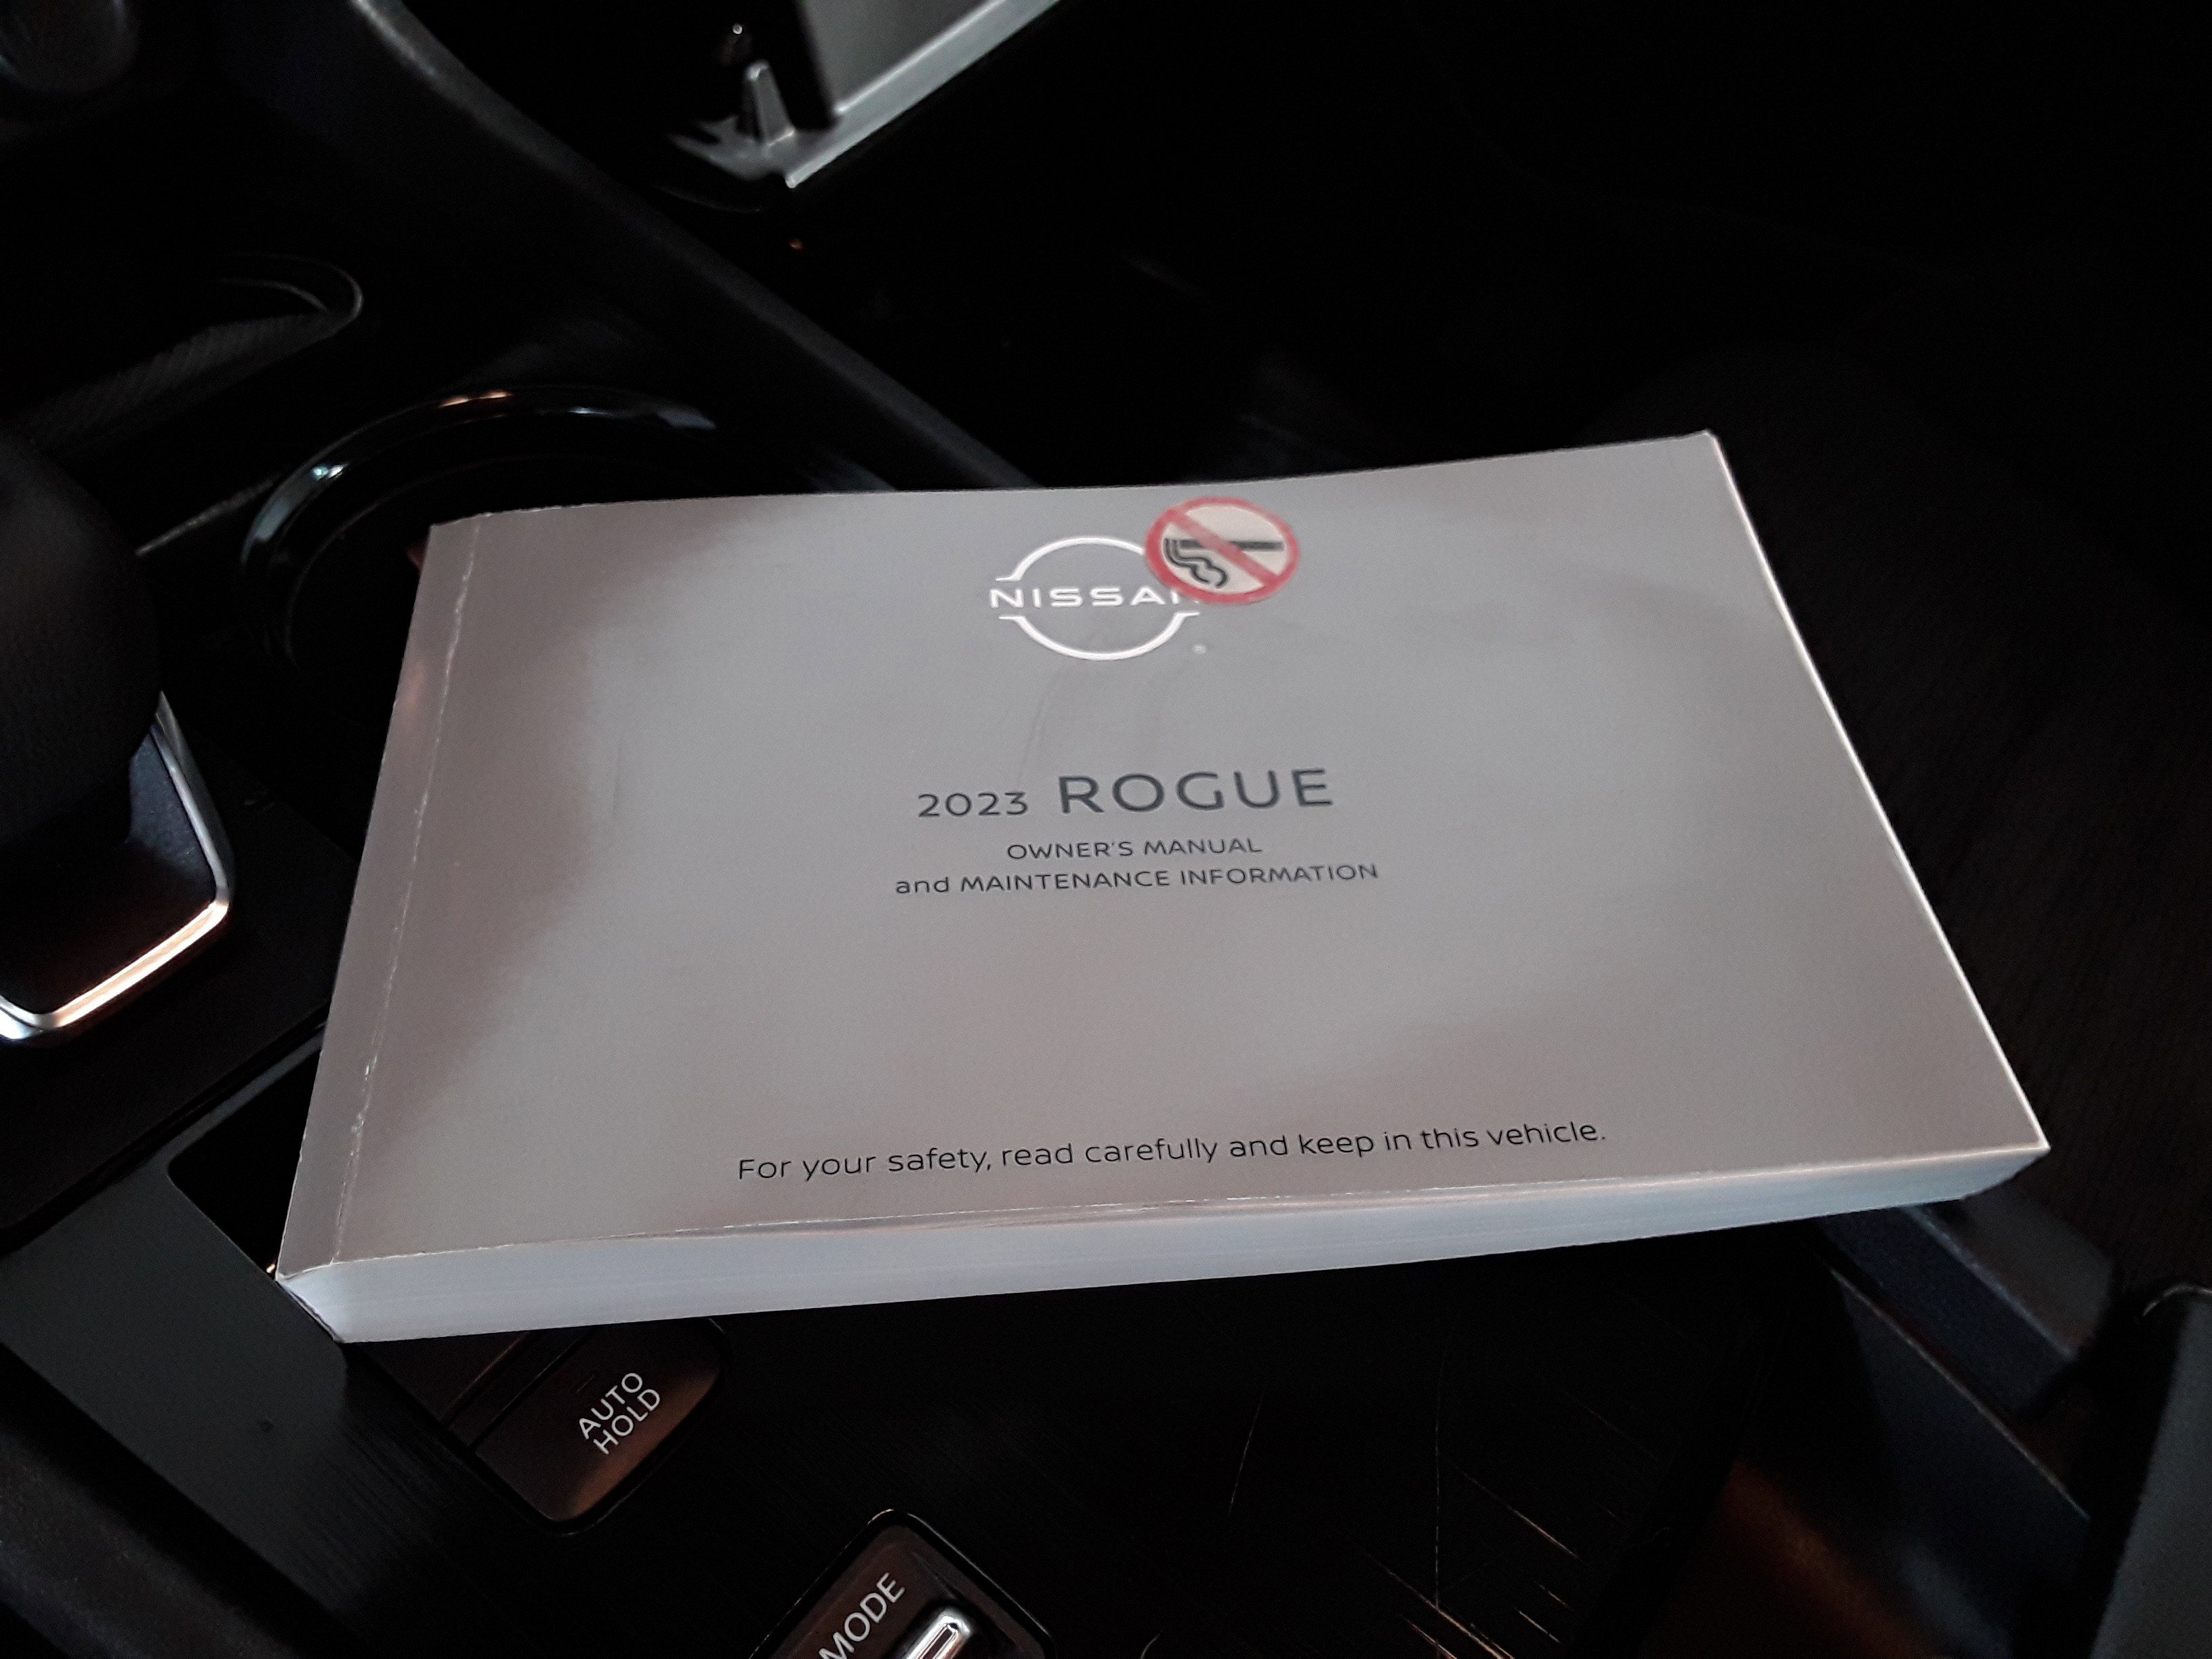 NISSAN
2023 ROGUE
OWNER'S MANUAL
and MAINTENANCE INFORMATION
For your safety, read carefully and keep in this vehicle.
AUTO
HOLD
MODE